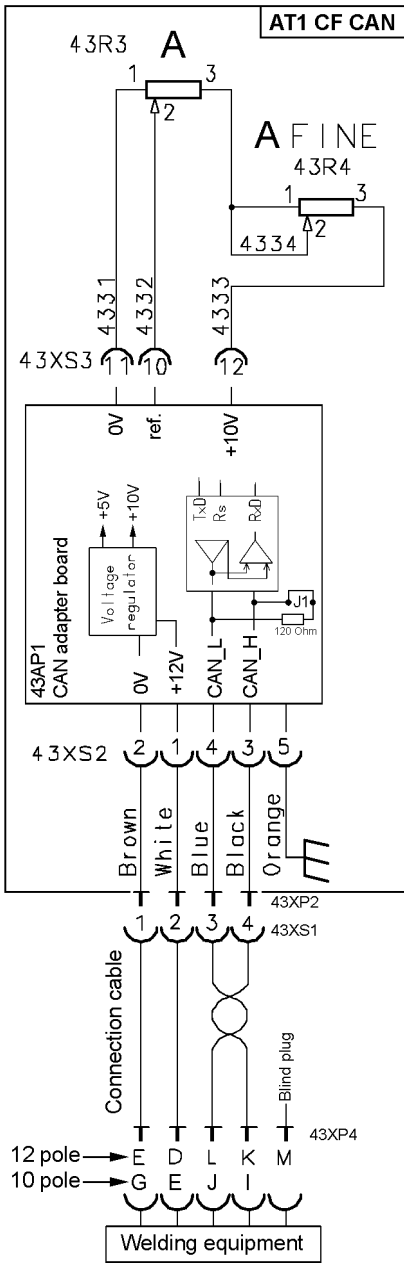 AT1 CF CAN
43R3 A
1 3
2
A FINE
43R4
1 3
2
4334
4331 4332 4333
43XS3 11 10 12
0V ref. +10V
+5V +10V
Voltage regulator
TxD Rs RxD
J1
120 Ohm
43AP1
CAN adapter board
0V +12V CAN_L CAN_H
43XS2 2 1 4 3 5
Brown White Blue Black Orange
43XP2
1 2 3 4 43XS1
Connection cable
Blind plug
43XP4
12 pole E D L K M
10 pole G E J I
Welding equipment